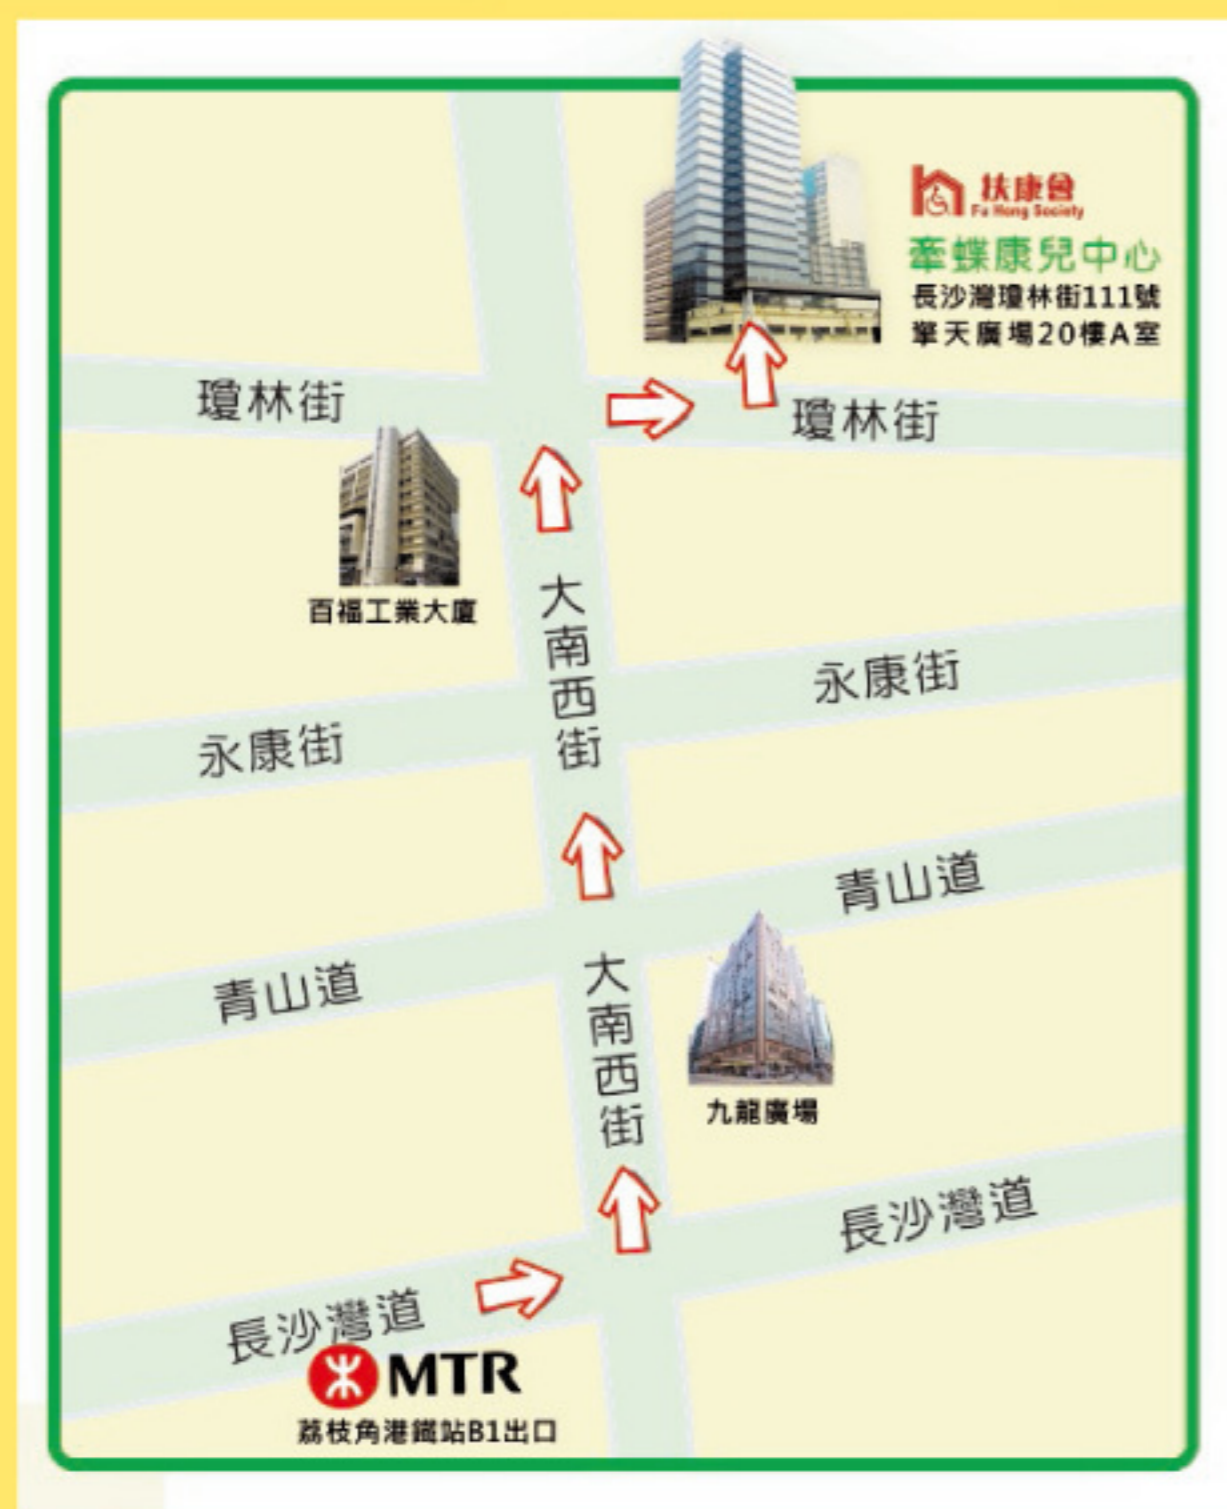 扶康會
Fu Hong Society
牽蝶康兒中心
長沙灣瓊林街111號
擎天廣場20樓A室
瓊林街
瓊林街
百福工業大廈
大南西街
永康街
永康街
青山道
青山道
大南西街
九龍廣場
長沙灣道
長沙灣道
MTR
荔枝角港鐵站B1出口